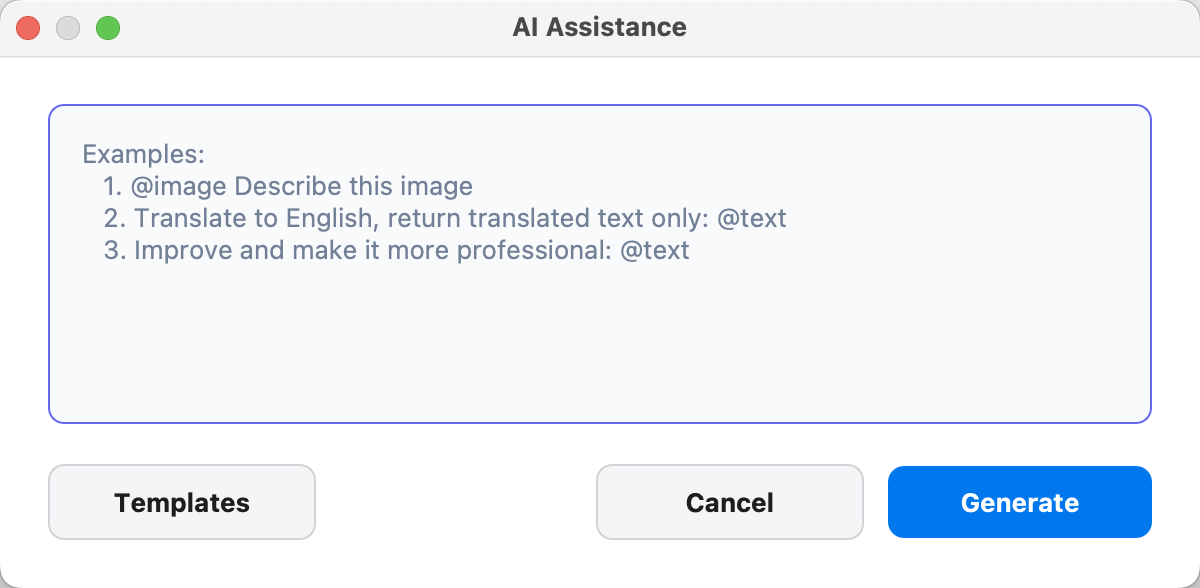 AI Assistance
Examples:
1. @image Describe this image
2. Translate to English, return translated text only: @text
3. Improve and make it more professional: @text
Templates
Cancel
Generate